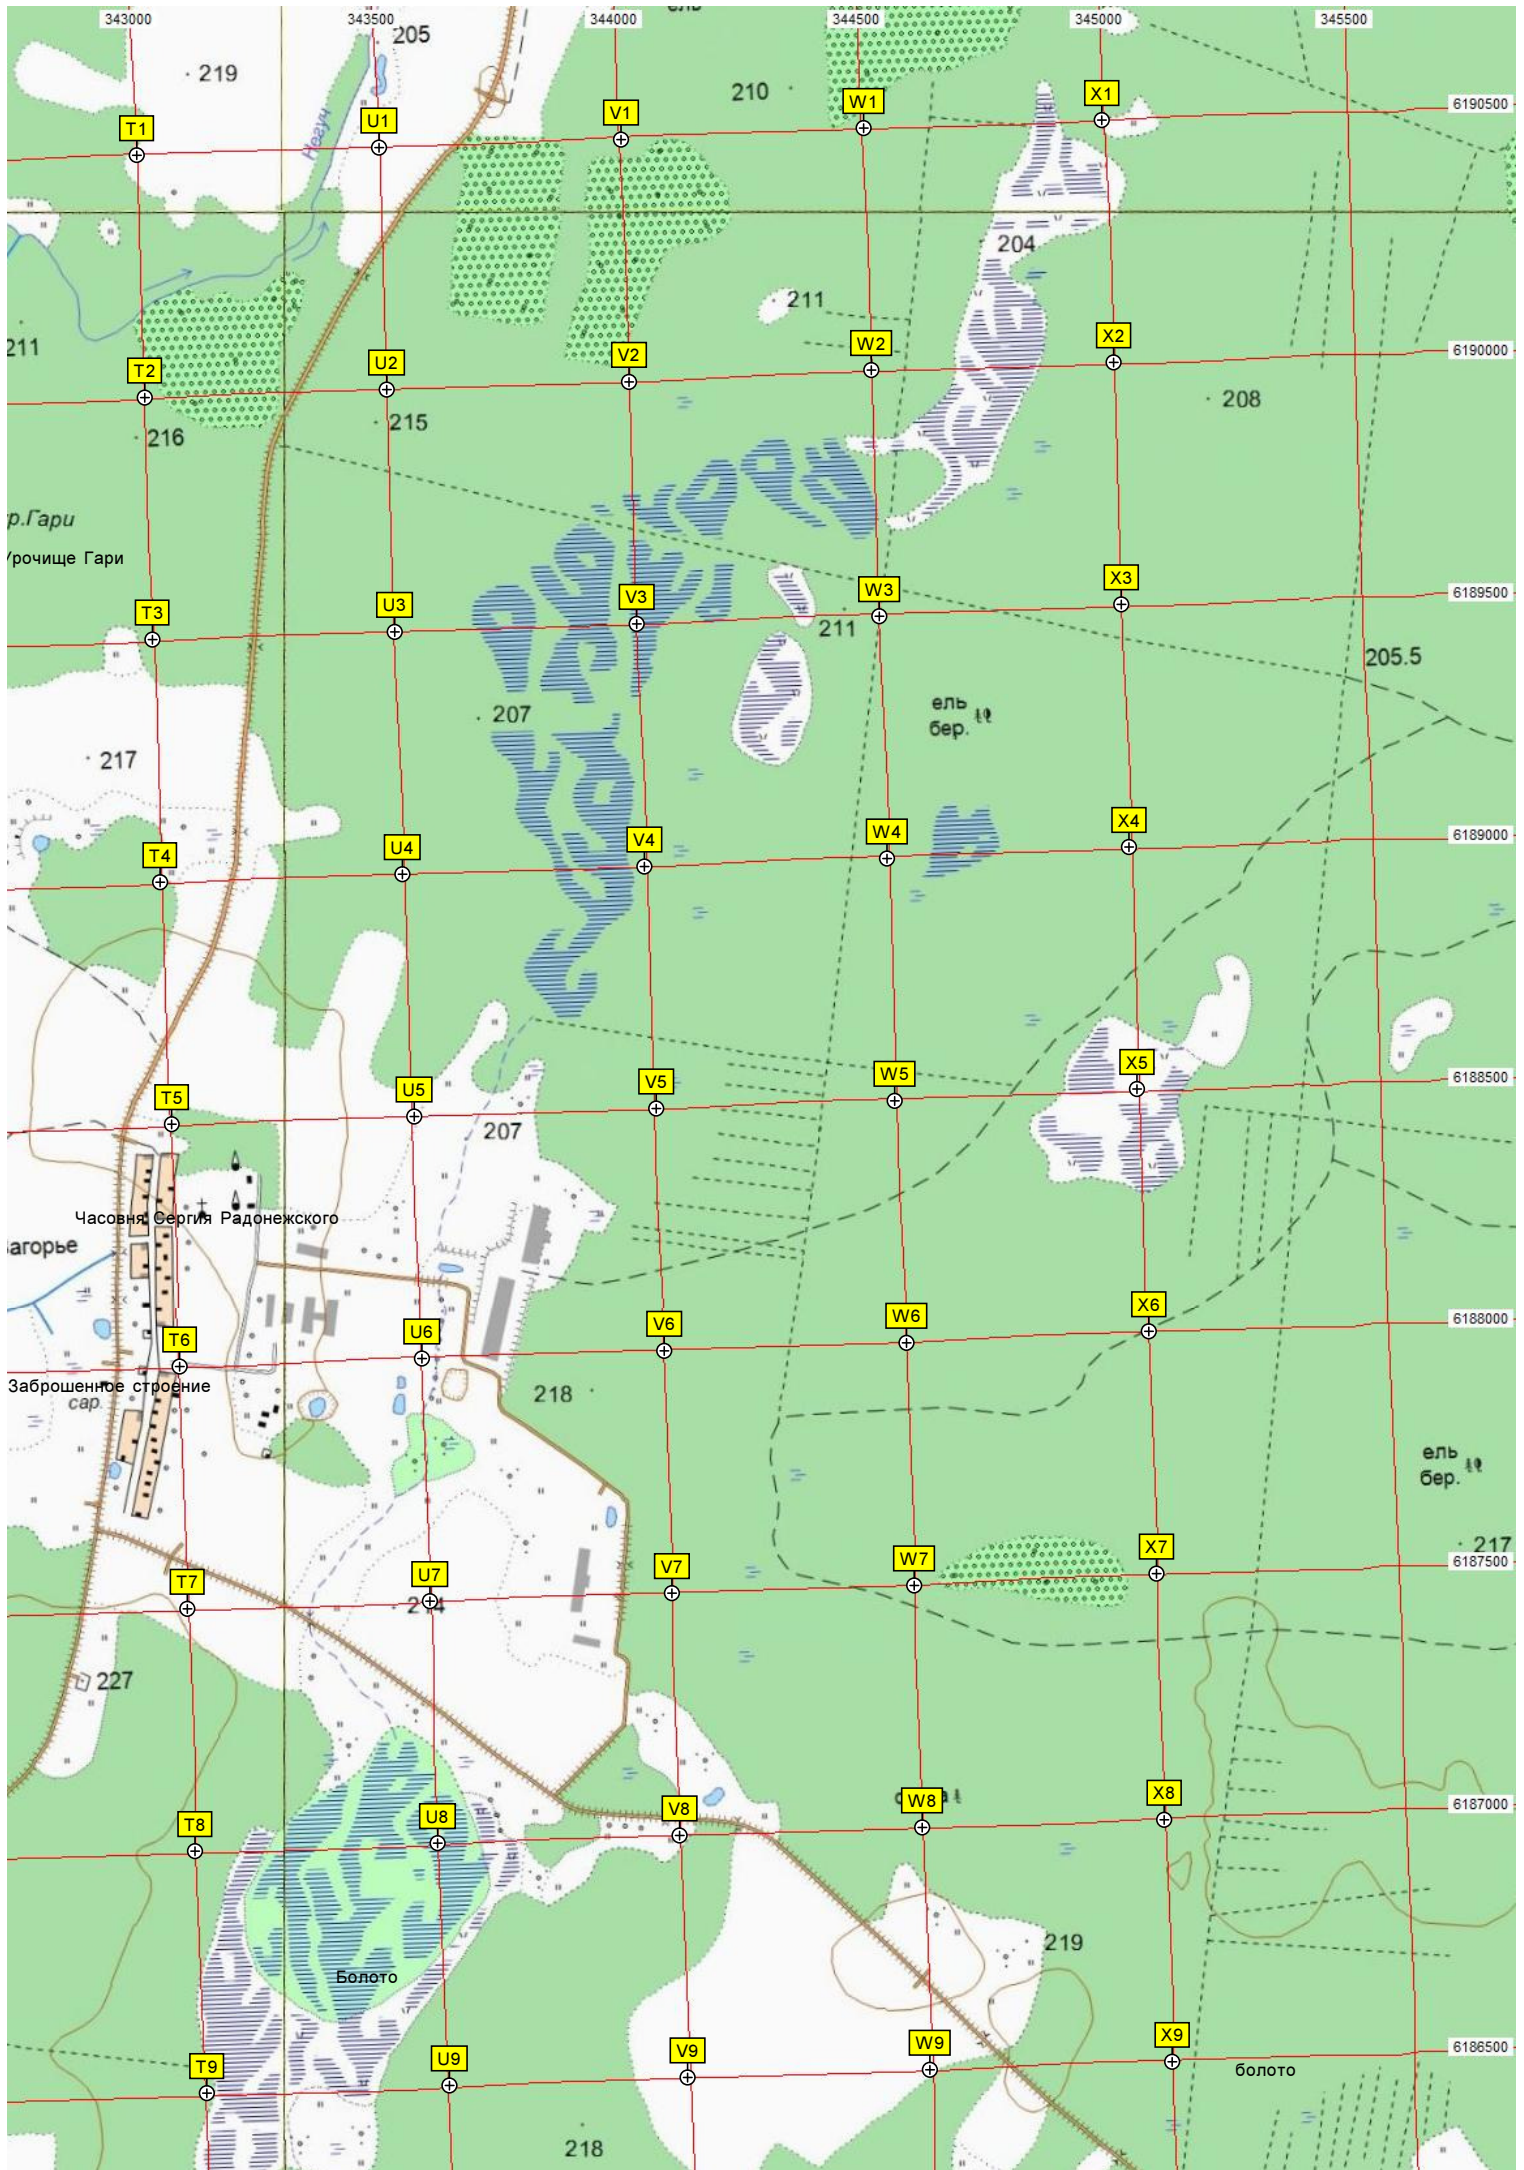 343000 343500 344000 344500 345000 345500
ель
205
219
210
6190500
T1 U1 V1 W1 X1
Негуч
204
211
211
6190000
T2 U2 V2 W2 X2
216
215
208
р.Гари
Урочище Гари
6189500
T3 U3 V3 W3 X3
211
205.5
207
ель
бер.
217
6189000
T4 U4 V4 W4 X4
6188500
T5 U5 V5 W5 X5
207
Часовня Сергия Радонежского
агорье
6188000
T6 U6 V6 W6 X6
Заброшенное строение
сар.
218
ель
бер.
217
6187500
T7 U7 V7 W7 X7
214
227
6187000
T8 U8 V8 W8 X8
219
Болото
6186500
T9 U9 V9 W9 X9
болото
218